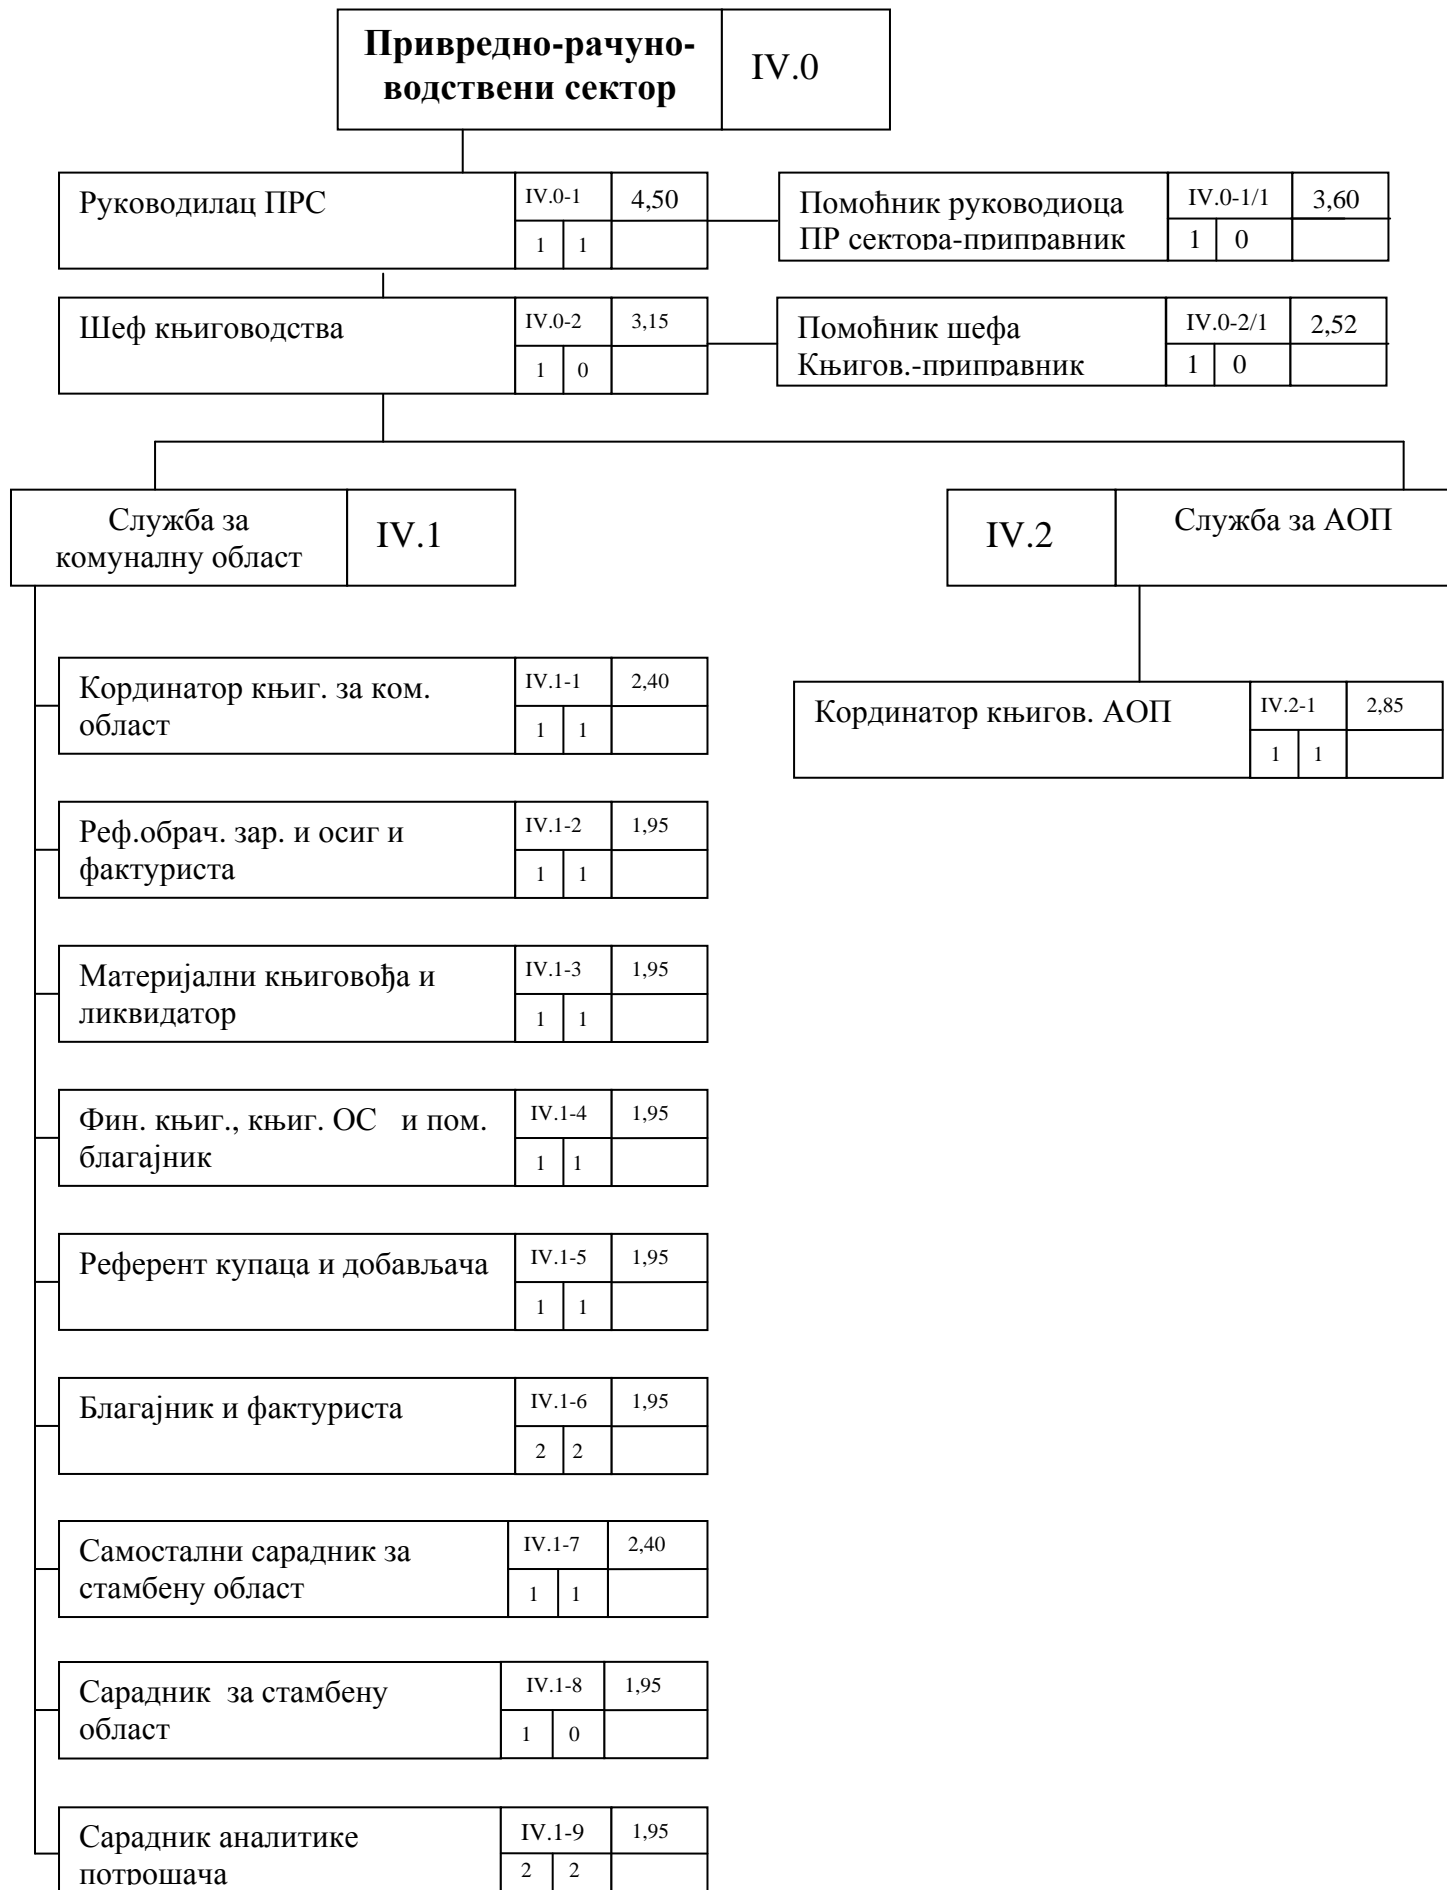 Привредно-рачуно-
водствени сектор
IV.0
Руководилац ПРС
IV.0-1
4,50
1
1
Помоћник руководиоца
ПР сектора-приправник
IV.0-1/1
3,60
1
0
Шеф књиговодства
IV.0-2
3,15
1
0
Помоћник шефа
Књигов.-приправник
IV.0-2/1
2,52
1
0
Служба за
комуналну област
IV.1
IV.2
Служба за АОП
Кординатор књиг. за ком.
област
IV.1-1
2,40
1
1
Кординатор књигов. АОП
IV.2-1
2,85
1
1
Реф.обрач. зар. и осиг и
фактуриста
IV.1-2
1,95
1
1
Материјални књиговођа и
ликвидатор
IV.1-3
1,95
1
1
Фин. књиг., књиг. ОС и пом.
благајник
IV.1-4
1,95
1
1
Референт купаца и добављача
IV.1-5
1,95
1
1
Благајник и фактуриста
IV.1-6
1,95
2
2
Самостални сарадник за
стамбену област
IV.1-7
2,40
1
1
Сарадник за стамбену
област
IV.1-8
1,95
1
0
Сарадник аналитике
потрошача
IV.1-9
1,95
2
2